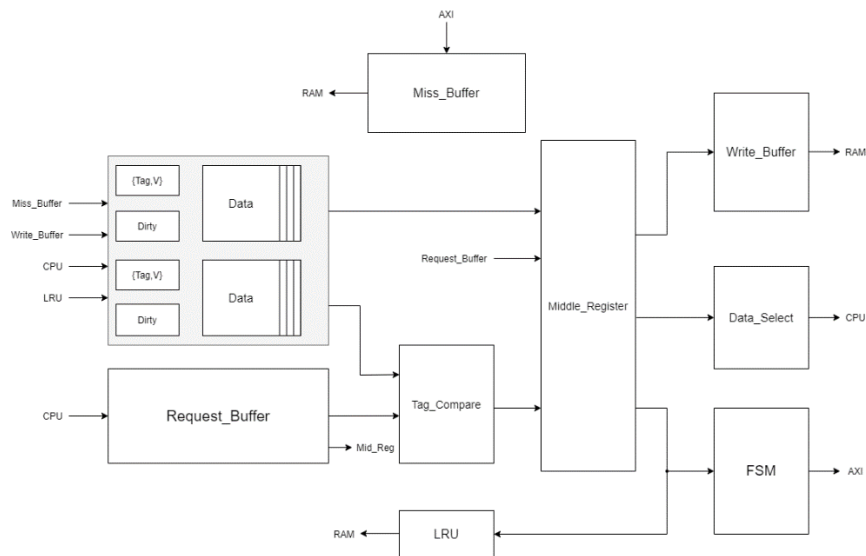 AXI
RAM
Miss_Buffer
Write_Buffer
RAM
{Tag,V}
Data
Miss_Buffer
Dirty
Write_Buffer
CPU
{Tag,V}
Data
LRU
Dirty
Request_Buffer
Middle_Register
Data_Select
CPU
CPU
Request_Buffer
Mid_Reg
Tag_Compare
FSM
AXI
RAM
LRU